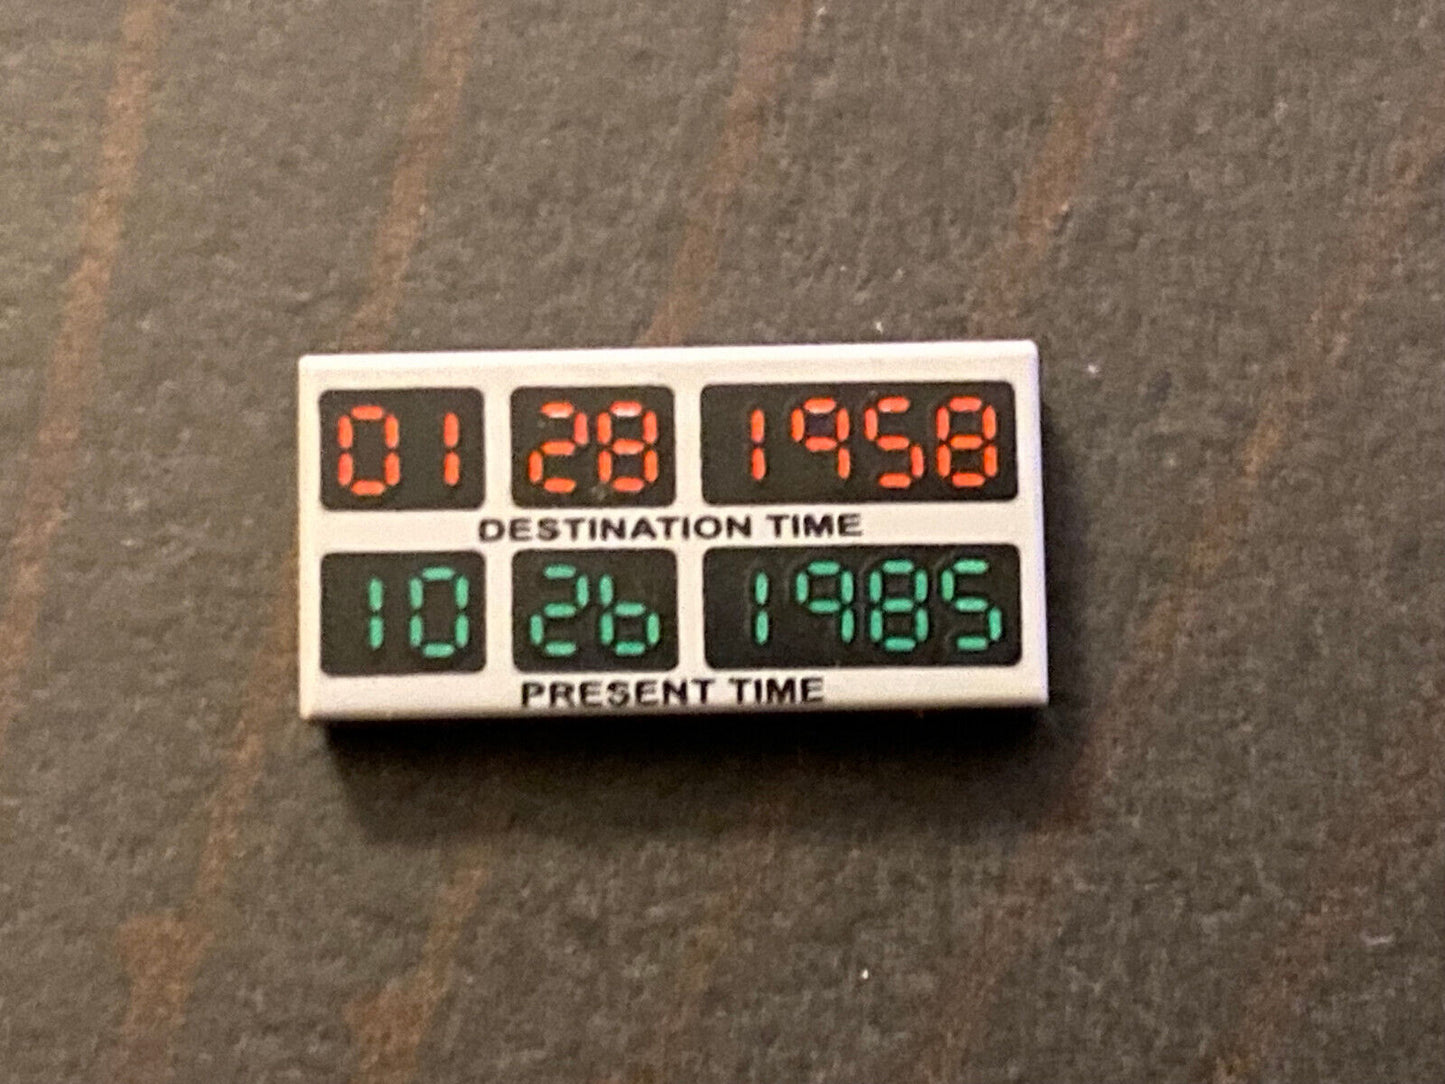 01 28 1958
DESTINATION TIME
10 26 1985
PRESENT TIME